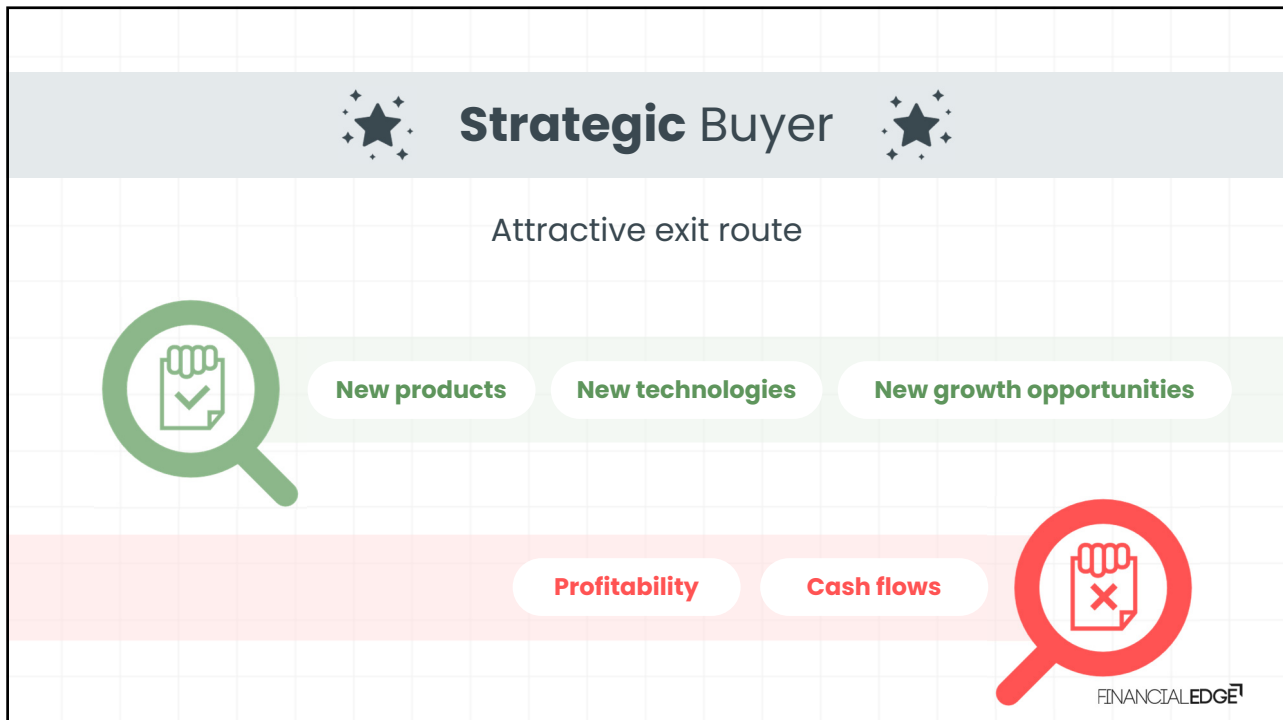 Strategic Buyer
Attractive exit route
New products New technologies New growth opportunities
Profitability Cash flows
FINANCIALEDGE